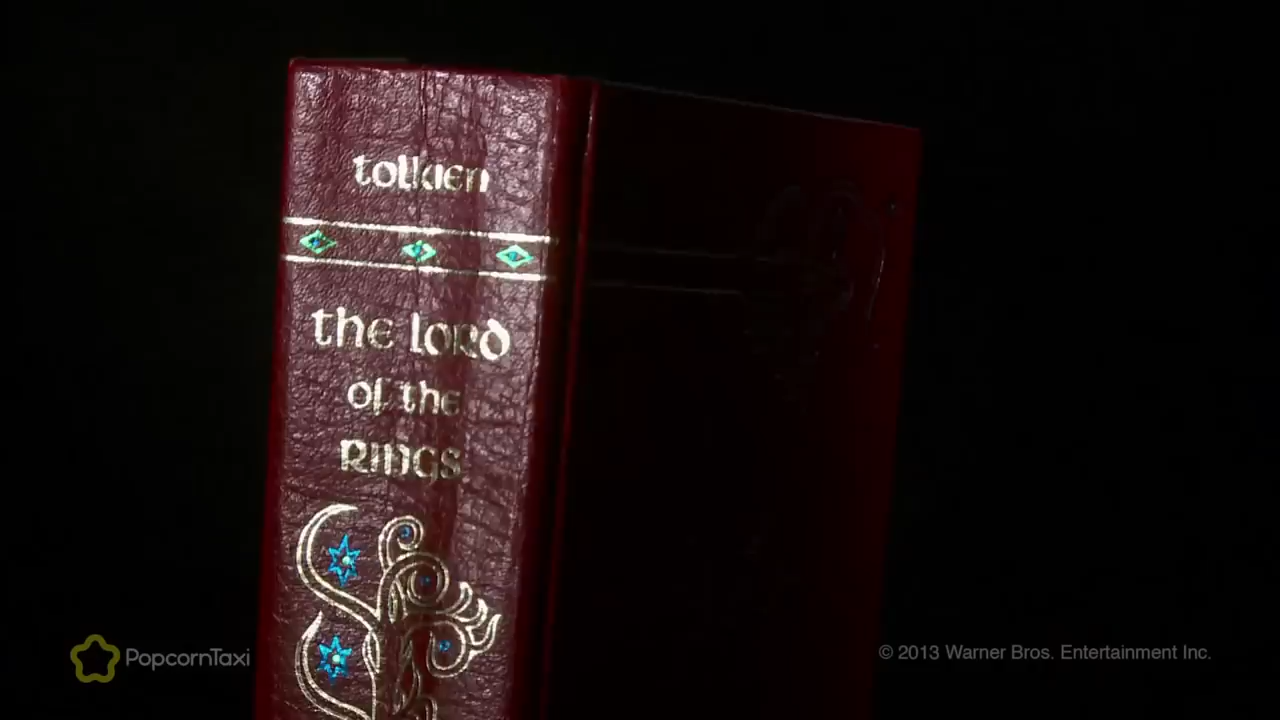 tolkien
the LORD
of the
RINGS
PopcornTaxi
© 2013 Warner Bros. Entertainment Inc.